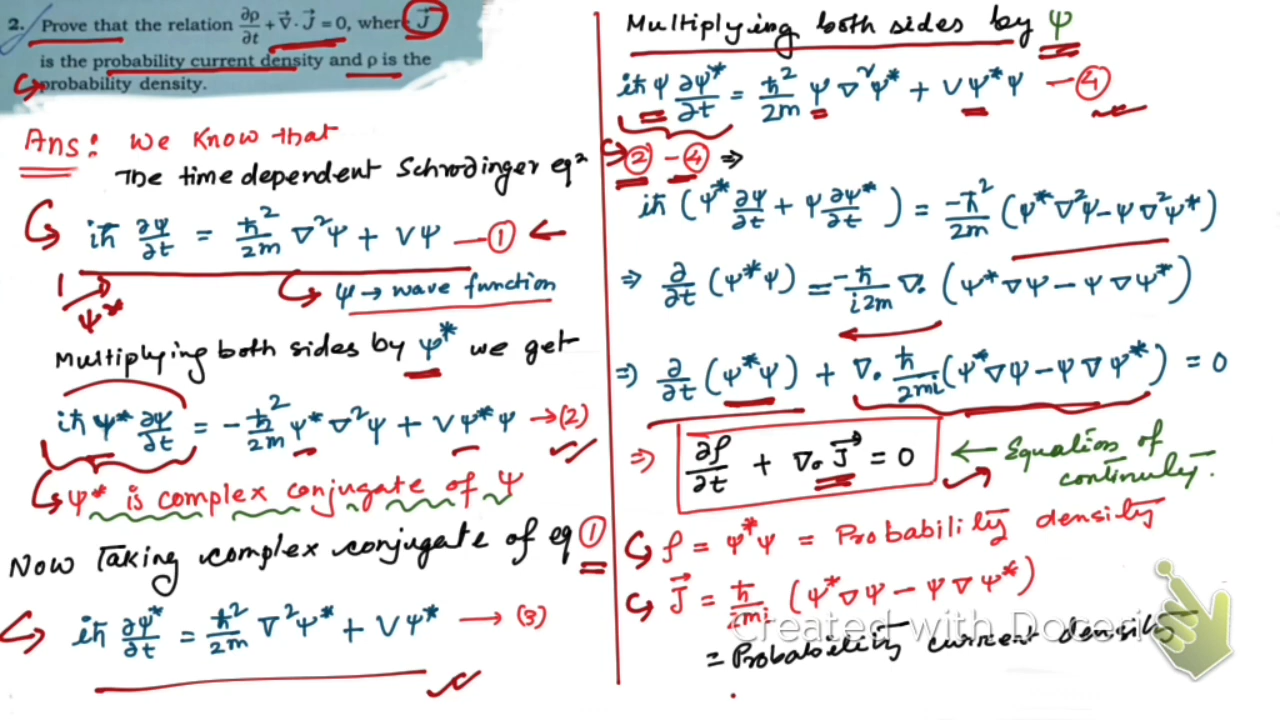 2. Prove that the relation ∂ρ/∂t + ∇⃗ · J⃗ = 0, where J⃗
is the probability current density and ρ is the
probability density.
Ans: We Know that
The time dependent Schrodinger eqⁿ
iħ ∂ψ/∂t = ħ²/2m ∇²ψ + Vψ — ①
ψ → wave function
ψ*
Multiplying both sides by ψ* we get
iħ ψ* ∂ψ/∂t = -ħ²/2m ψ* ∇²ψ + Vψ*ψ → (2)
ψ* is complex conjugate of ψ
Now Taking complex conjugate of eq ①
iħ ∂ψ*/∂t = ħ²/2m ∇²ψ* + Vψ* → (3)
Multiplying both sides by ψ
iħ ψ ∂ψ*/∂t = ħ²/2m ψ ∇²ψ* + Vψ*ψ — ④
② - ④ ⇒
iħ (ψ* ∂ψ/∂t + ψ ∂ψ*/∂t) = -ħ²/2m (ψ*∇²ψ - ψ∇²ψ*)
⇒ ∂/∂t (ψ*ψ) = -ħ/i2m ∇· (ψ*∇ψ - ψ∇ψ*)
⇒ ∂/∂t (ψ*ψ) + ∇· ħ/2mi (ψ*∇ψ - ψ∇ψ*) = 0
⇒ ∂ρ/∂t + ∇· J⃗ = 0 ← Equation of
continuty.
ρ = ψ*ψ = Probability density
J⃗ = ħ/2mi (ψ*∇ψ - ψ∇ψ*)
Created with Doceri
= Probability current density